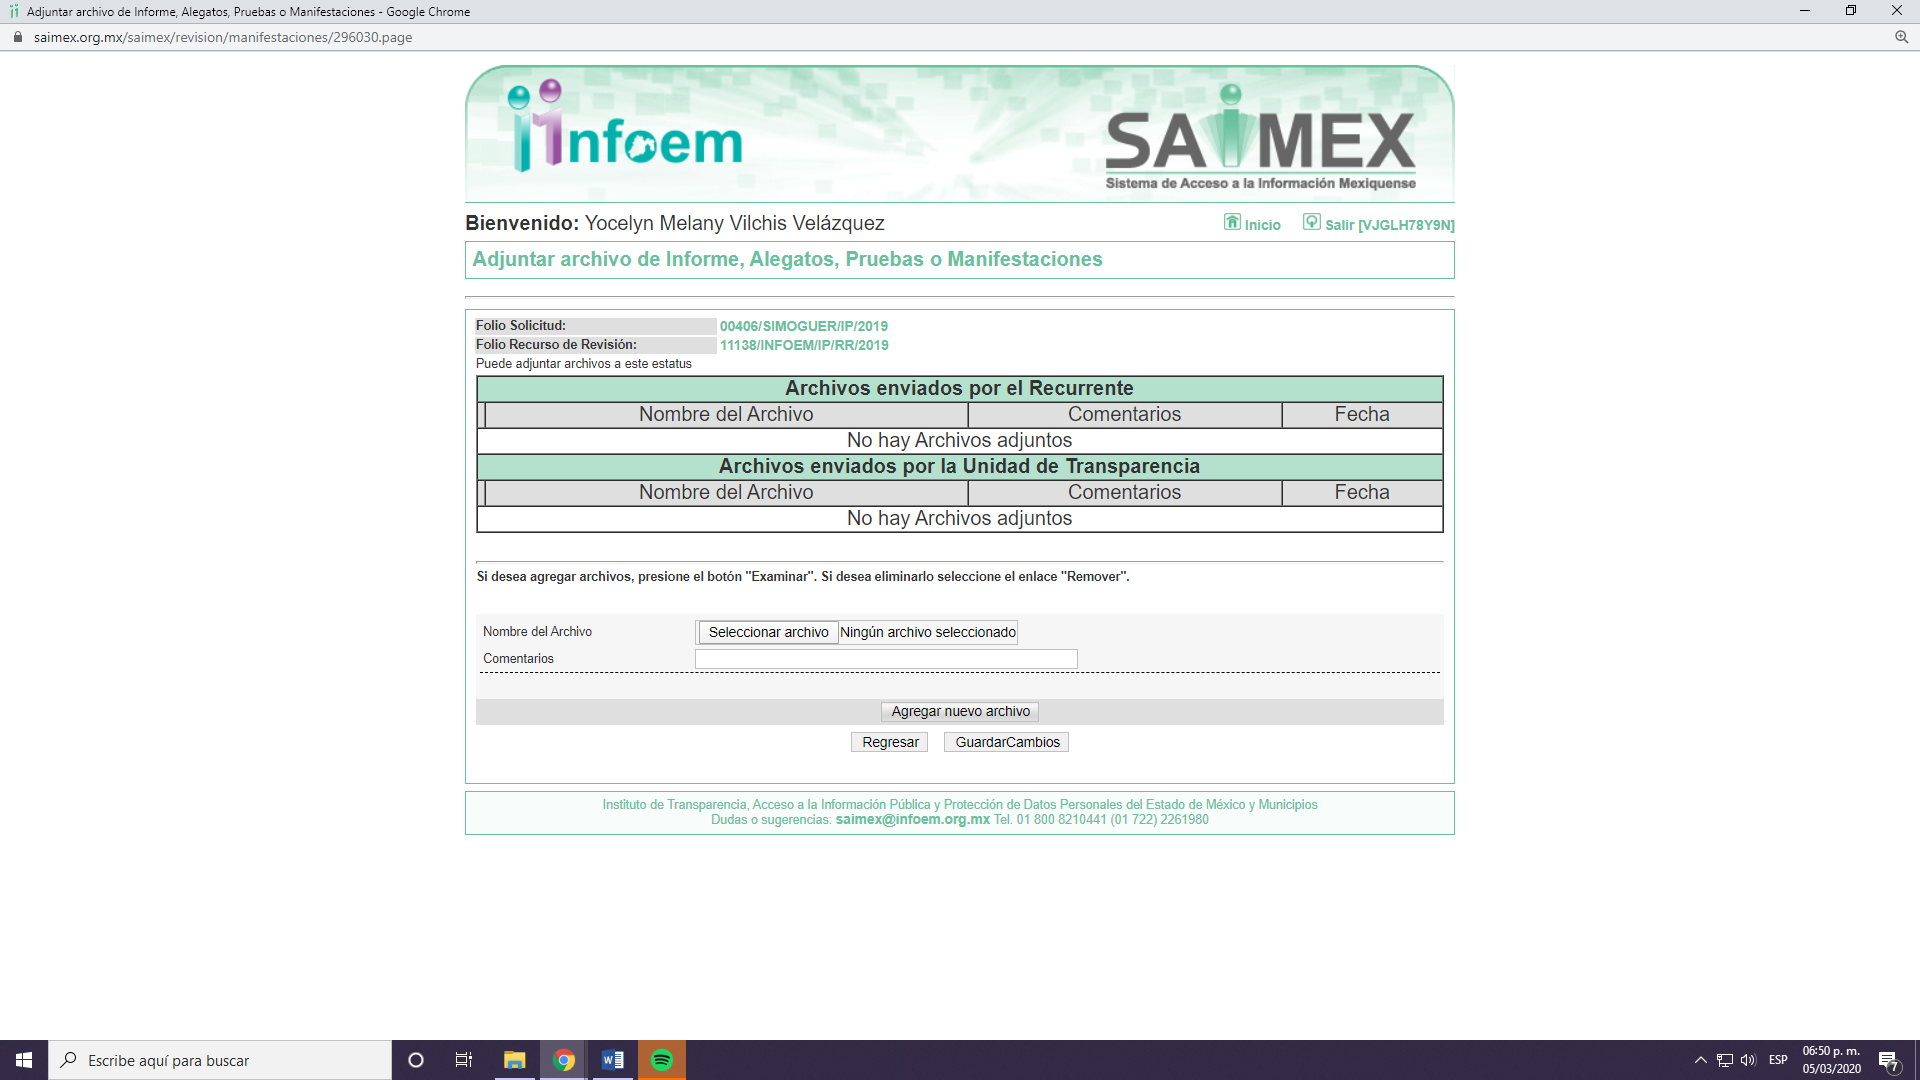 Adjuntar archivo de Informe, Alegatos, Pruebas o Manifestaciones - Google Chrome
saimex.org.mx/saimex/revision/manifestaciones/296030.page
infoem
SAIMEX
Sistema de Acceso a la Información Mexiquense
Bienvenido: Yocelyn Melany Vilchis Velázquez
Inicio
Salir [VJGLH78Y9N]
Adjuntar archivo de Informe, Alegatos, Pruebas o Manifestaciones
Folio Solicitud: 00406/SIMOGUER/IP/2019
Folio Recurso de Revisión: 11138/INFOEM/IP/RR/2019
Puede adjuntar archivos a este estatus
Archivos enviados por el Recurrente
Nombre del Archivo Comentarios Fecha
No hay Archivos adjuntos
Archivos enviados por la Unidad de Transparencia
Nombre del Archivo Comentarios Fecha
No hay Archivos adjuntos
Si desea agregar archivos, presione el botón "Examinar". Si desea eliminarlo seleccione el enlace "Remover".
Nombre del Archivo Seleccionar archivo Ningún archivo seleccionado
Comentarios
Agregar nuevo archivo
Regresar GuardarCambios
Instituto de Transparencia, Acceso a la Información Pública y Protección de Datos Personales del Estado de México y Municipios
Dudas o sugerencias: saimex@infoem.org.mx Tel. 01 800 8210441 (01 722) 2261980
Escribe aquí para buscar
ESP
06:50 p. m.
05/03/2020
7